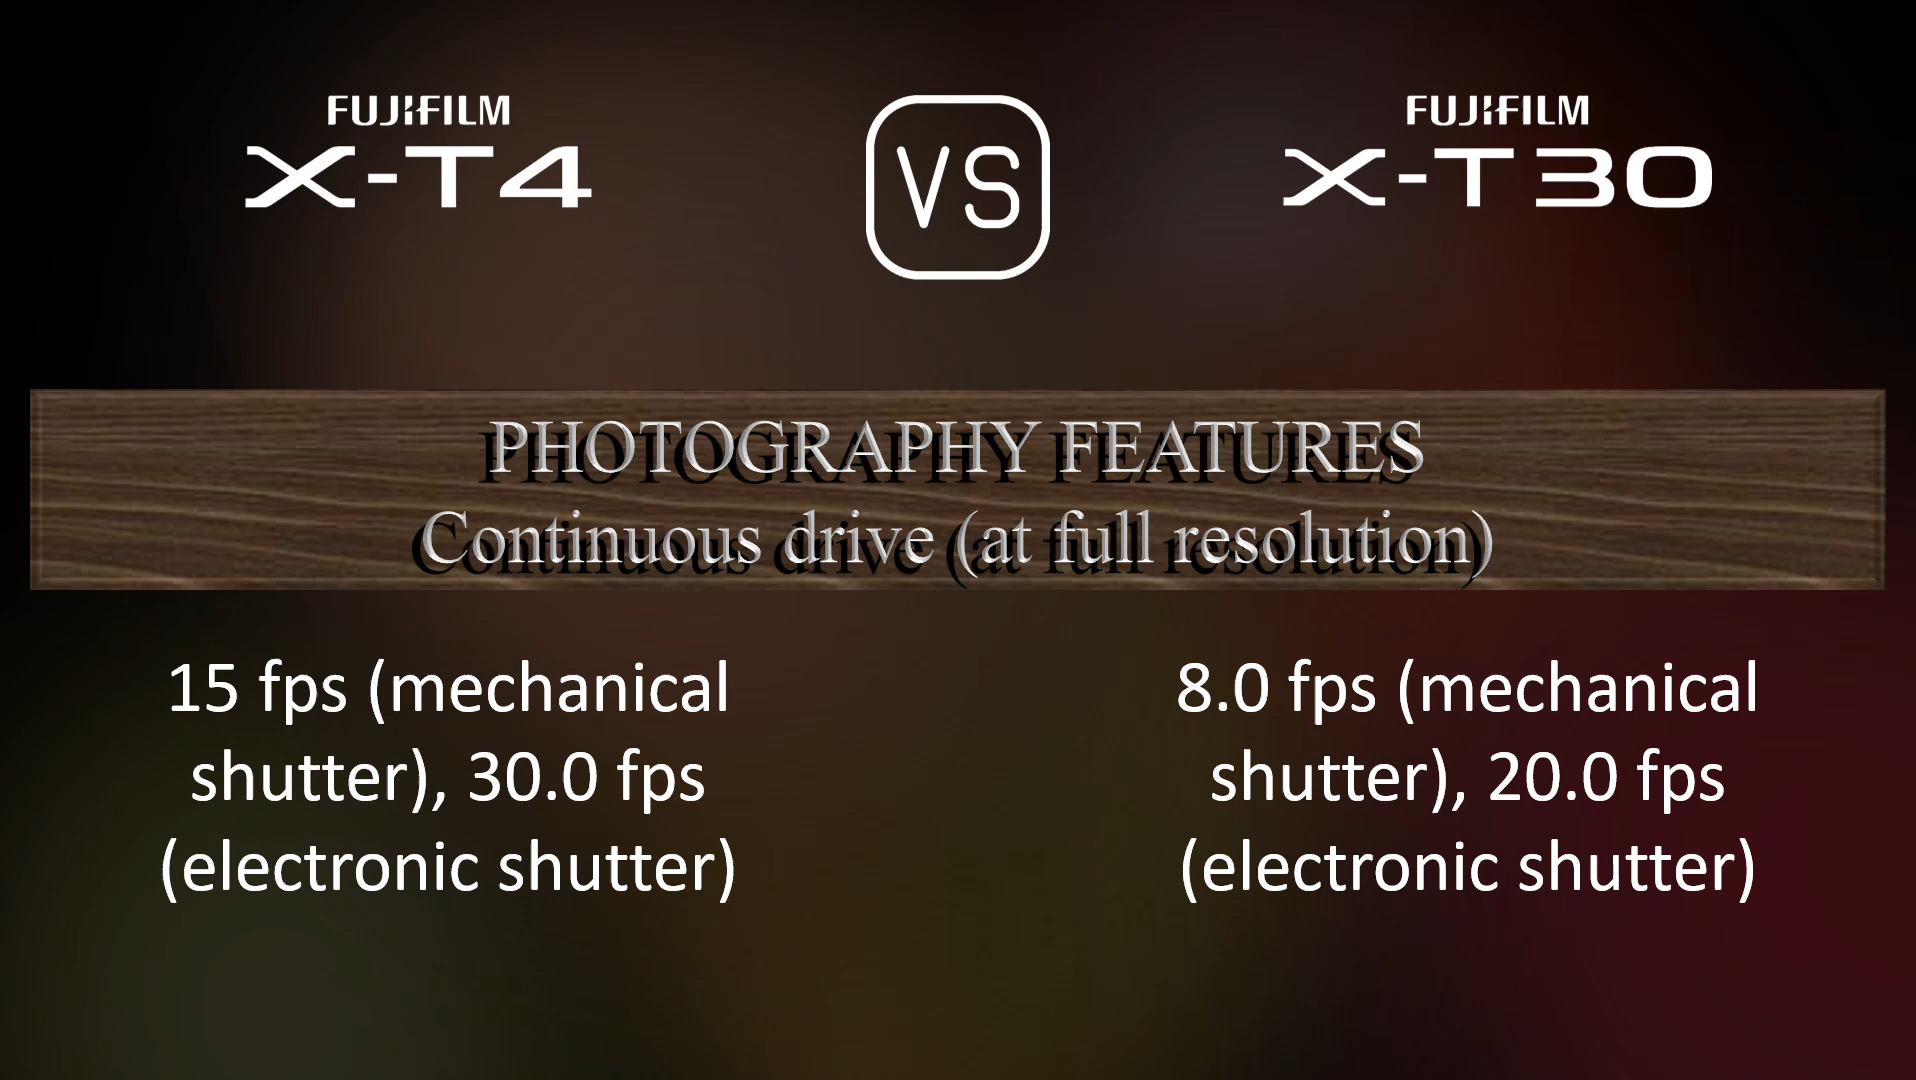 FUJIFILM
X-T4
VS
FUJIFILM
X-T30
PHOTOGRAPHY FEATURES
Continuous drive (at full resolution)
15 fps (mechanical
shutter), 30.0 fps
(electronic shutter)
8.0 fps (mechanical
shutter), 20.0 fps
(electronic shutter)